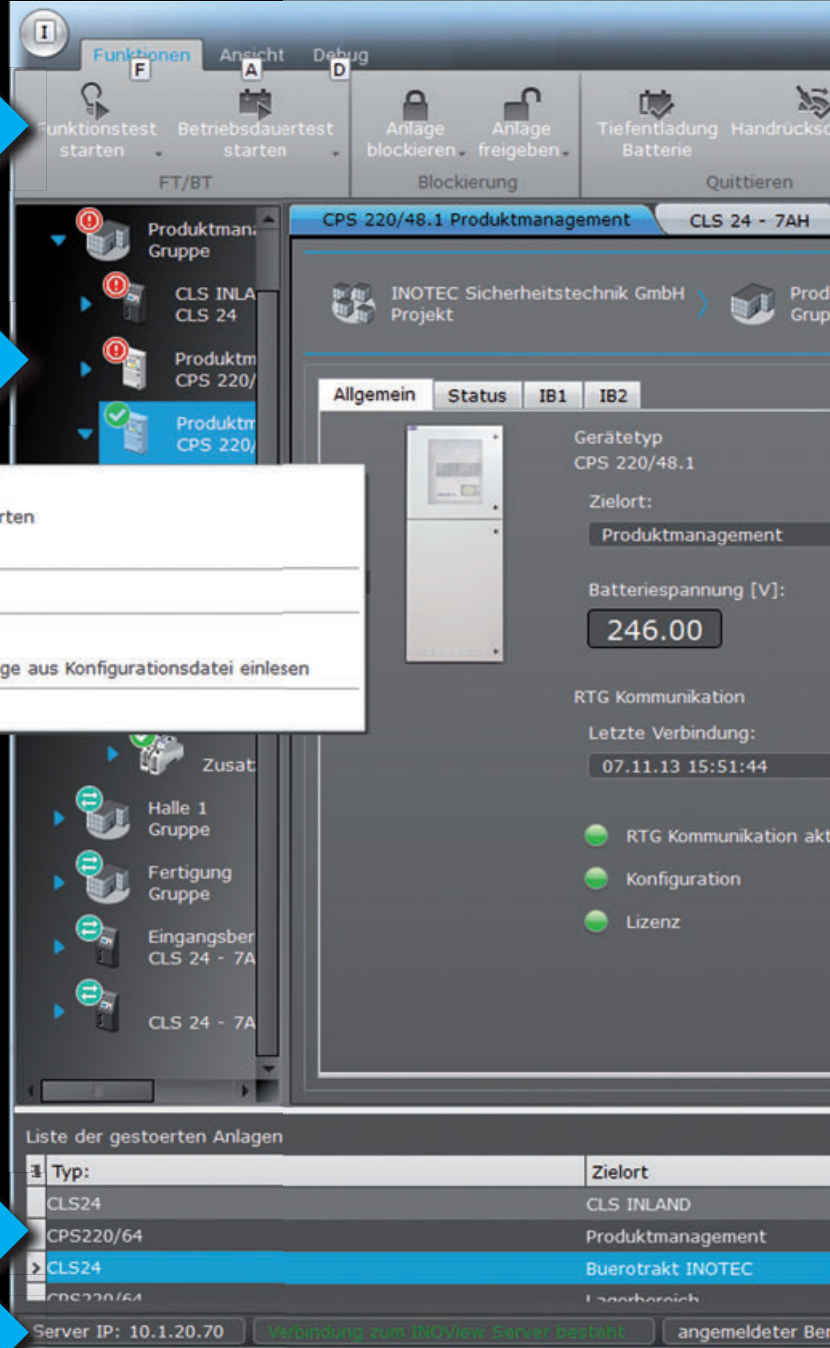 I
Funktionen Ansicht Debug
F A D
Funktionstest starten
Betriebsdauertest starten
Anlage blockieren
Anlage freigeben
Tiefentladung Batterie
FT/BT
Blockierung
Quittieren
Gruppe
CLS INLA
CLS 24
Produktm
CPS 220/
Produktm
CPS 220/
rten
ge aus Konfigurationsdatei einlesen
Zusat
Halle 1
Gruppe
Fertigung
Gruppe
Eingangsber
CLS 24 - 7A
CLS 24 - 7A
CPS 220/48.1 Produktmanagement
CLS 24 - 7AH
INOTEC Sicherheitstechnik GmbH
Projekt
Prod
Grup
Allgemein Status IB1 IB2
Gerätetyp
CPS 220/48.1
Zielort:
Produktmanagement
Batteriespannung [V]:
246.00
RTG Kommunikation
Letzte Verbindung:
07.11.13 15:51:44
RTG Kommunikation akt
Konfiguration
Lizenz
Liste der gestoerten Anlagen
Typ: Zielort
CLS24 CLS INLAND
CPS220/64 Produktmanagement
CLS24 Buerotrakt INOTEC
CPS220/64 Lagerbereich
Server IP: 10.1.20.70 Verbindung zum INOView Server besteht angemeldeter Ben